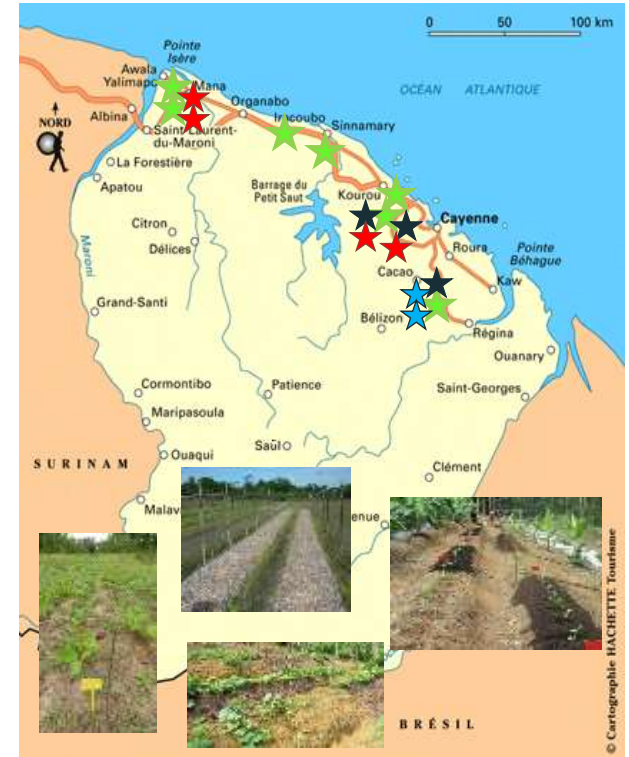 0 50 100 km
Pointe
Isère
Awala
Yalimapo
Mana
OCÉAN ATLANTIQUE
Organabo
Albina
NORD
Iracoubo
Sinnamary
Saint-Laurent-
du-Maroni
La Forestière
Apatou
Barrage du
Petit Saut
Kourou
Cayenne
Citron
Délices
Roura
Pointe
Béhague
Maroni
Cacao
Kaw
Grand-Santi
Bélizon
Régina
Ouanary
Cormontibo
Patience
Saint-Georges
Maripasoula
Saül
Ouaqui
SURINAM
Clément
Malav
enue
BRÉSIL
© Cartographie HACHETTE Tourisme